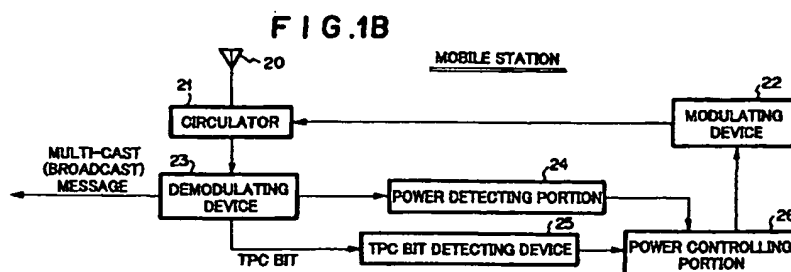 FIG.1B
20
MOBILE STATION
21
22
CIRCULATOR
MODULATING
DEVICE
MULTI-CAST
(BROADCAST)
MESSAGE
23
DEMODULATING
DEVICE
24
POWER DETECTING PORTION
25
26
TPC BIT
TPC BIT DETECTING DEVICE
POWER CONTROLLING
PORTION